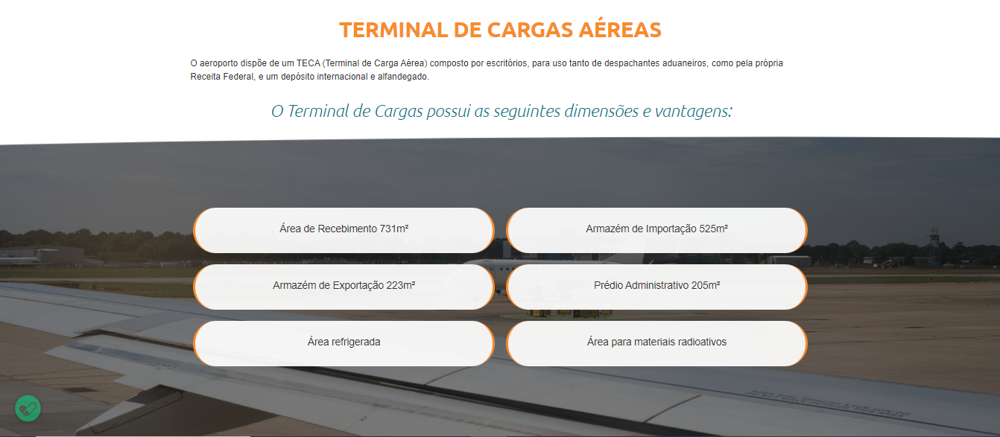 TERMINAL DE CARGAS AÉREAS
O aeroporto dispõe de um TECA (Terminal de Carga Aérea) composto por escritórios, para uso tanto de despachantes aduaneiros, como pela própria
Receita Federal, e um depósito internacional e alfandegado.
O Terminal de Cargas possui as seguintes dimensões e vantagens:
Área de Recebimento 731m²
Armazém de Importação 525m²
Armazém de Exportação 223m²
Prédio Administrativo 205m²
Área refrigerada
Área para materiais radioativos